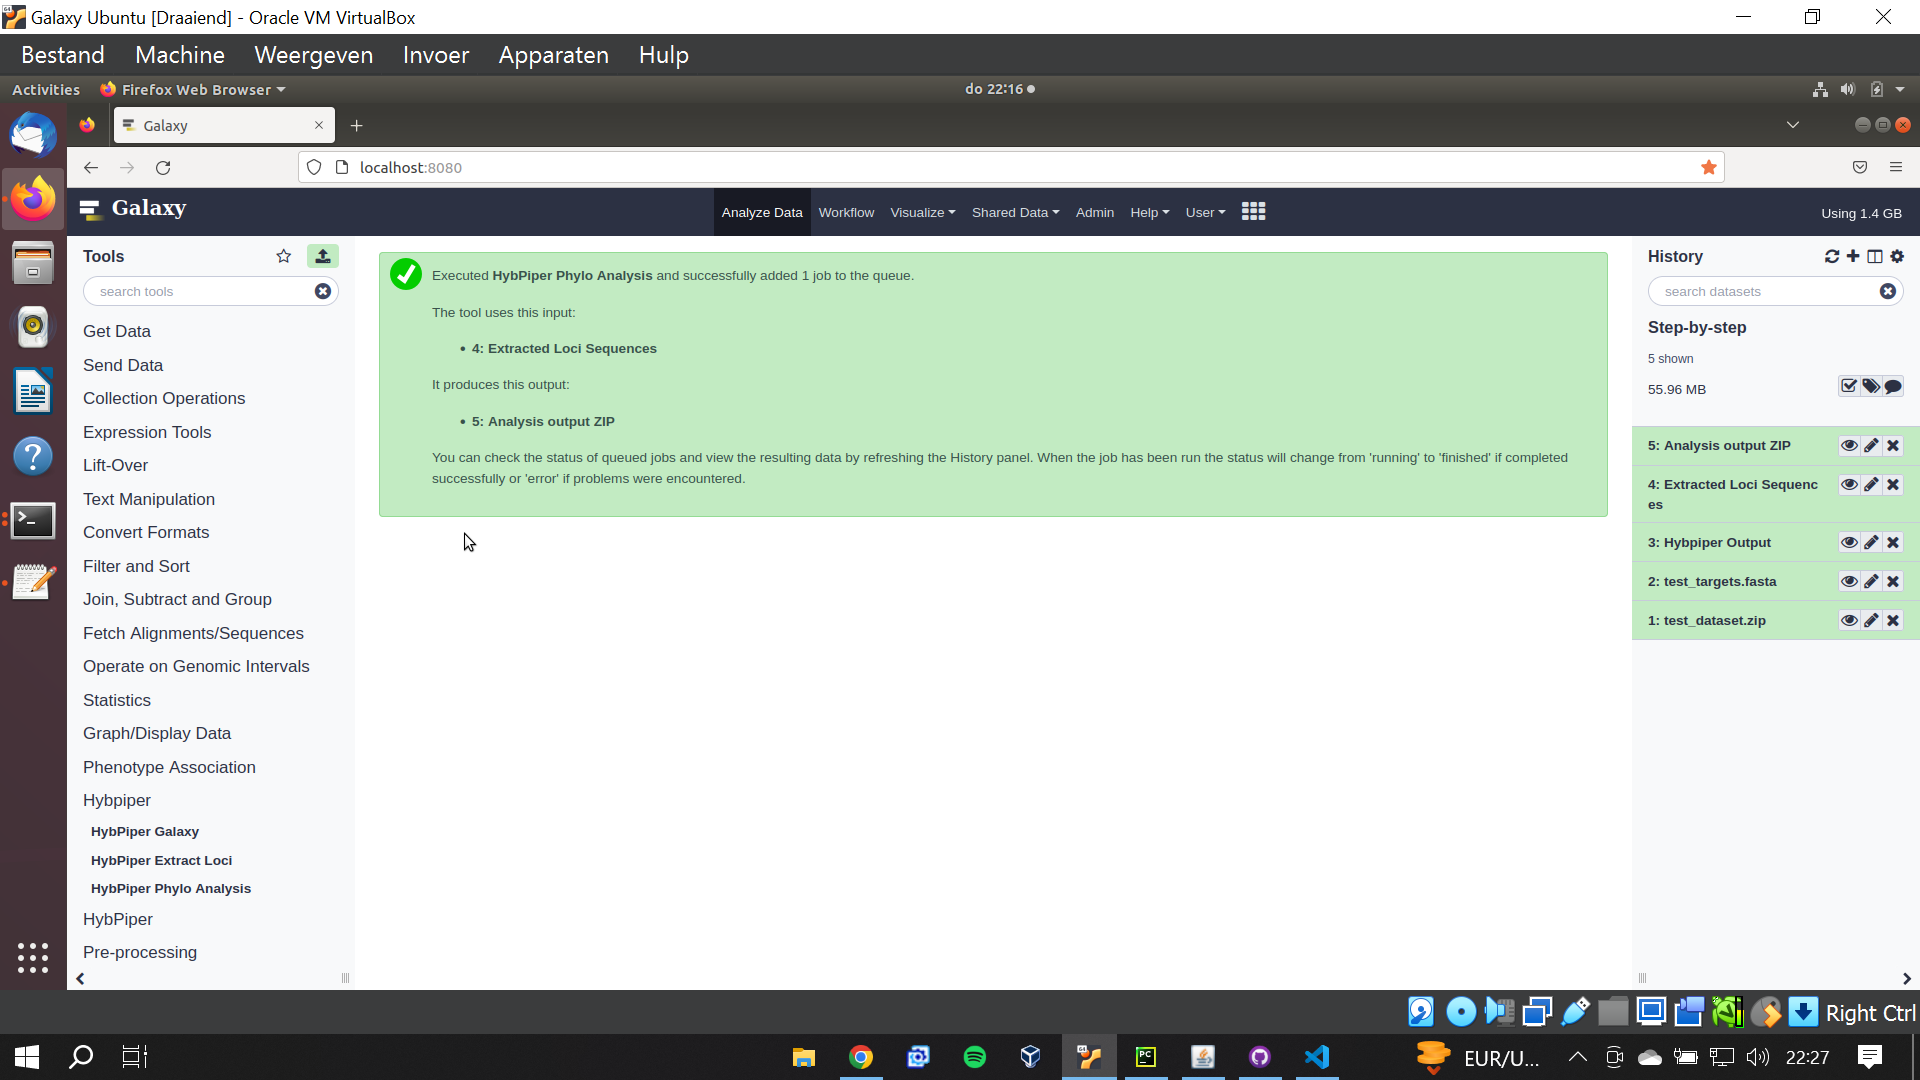 Galaxy Ubuntu [Draaiend] - Oracle VM VirtualBox
Bestand Machine Weergeven Invoer Apparaten Hulp
Activities Firefox Web Browser do 22:16
Galaxy
localhost:8080
Galaxy Analyze Data Workflow Visualize Shared Data Admin Help User Using 1.4 GB
Tools
search tools
Get Data
Send Data
Collection Operations
Expression Tools
Lift-Over
Text Manipulation
Convert Formats
Filter and Sort
Join, Subtract and Group
Fetch Alignments/Sequences
Operate on Genomic Intervals
Statistics
Graph/Display Data
Phenotype Association
Hybpiper
HybPiper Galaxy
HybPiper Extract Loci
HybPiper Phylo Analysis
HybPiper
Pre-processing
Executed HybPiper Phylo Analysis and successfully added 1 job to the queue.
The tool uses this input:
• 4: Extracted Loci Sequences
It produces this output:
• 5: Analysis output ZIP
You can check the status of queued jobs and view the resulting data by refreshing the History panel. When the job has been run the status will change from 'running' to 'finished' if completed
successfully or 'error' if problems were encountered.
History
search datasets
Step-by-step
5 shown
55.96 MB
5: Analysis output ZIP
4: Extracted Loci Sequenc
es
3: Hybpiper Output
2: test_targets.fasta
1: test_dataset.zip
Right Ctrl
EUR/U... 22:27